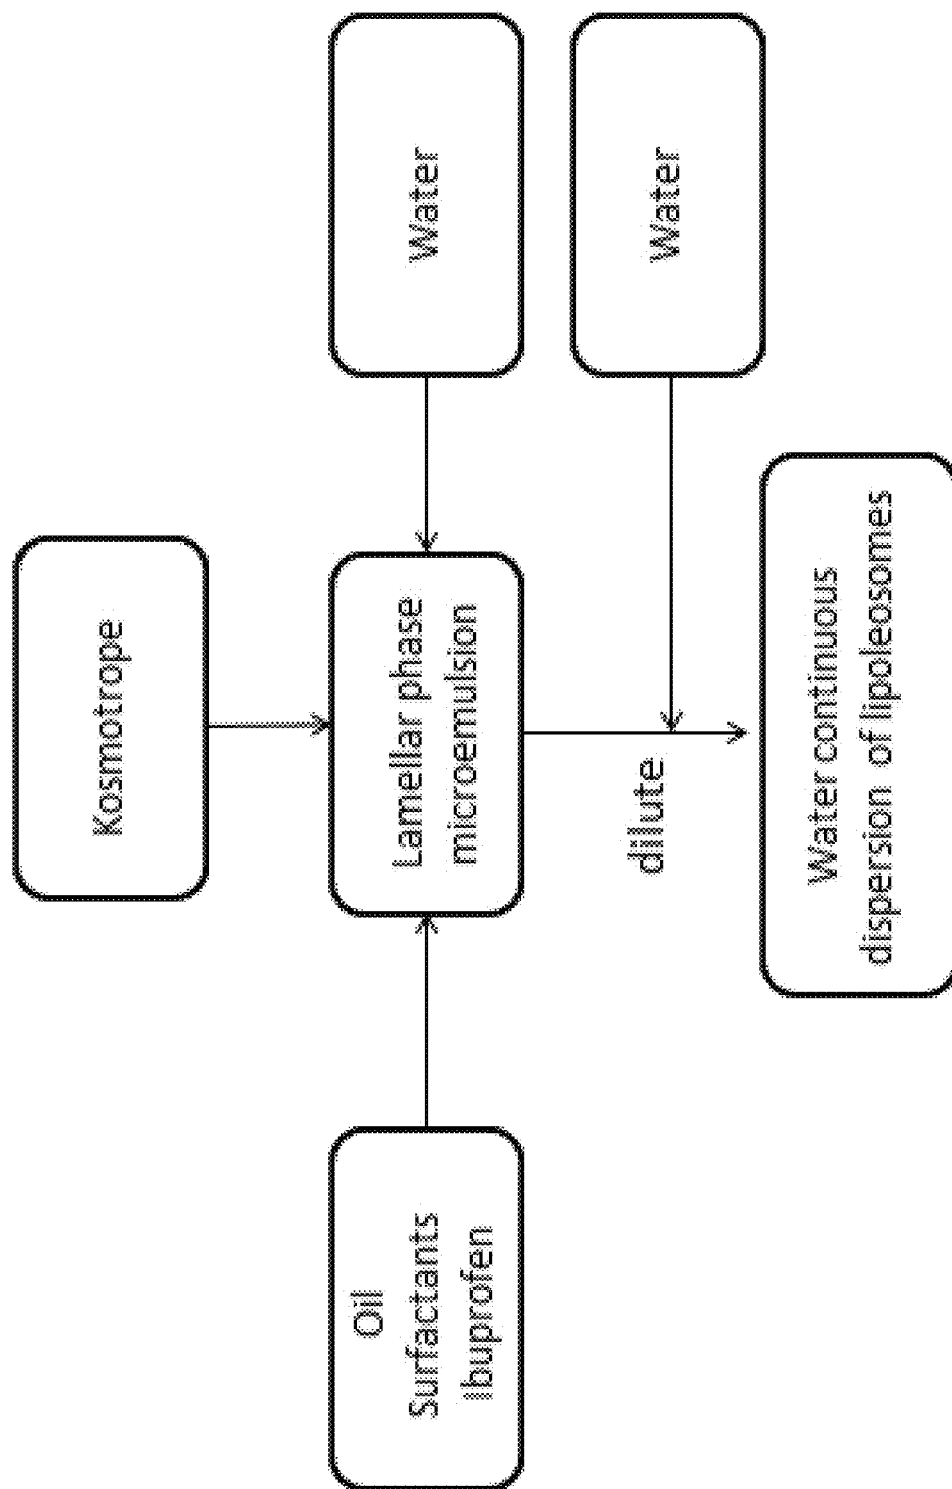 Kosmotrope
Oil
Surfactants
Ibuprofen
Lamellar phase
microemulsion
Water
dilute
Water
Water continuous
dispersion of lipoleosomes